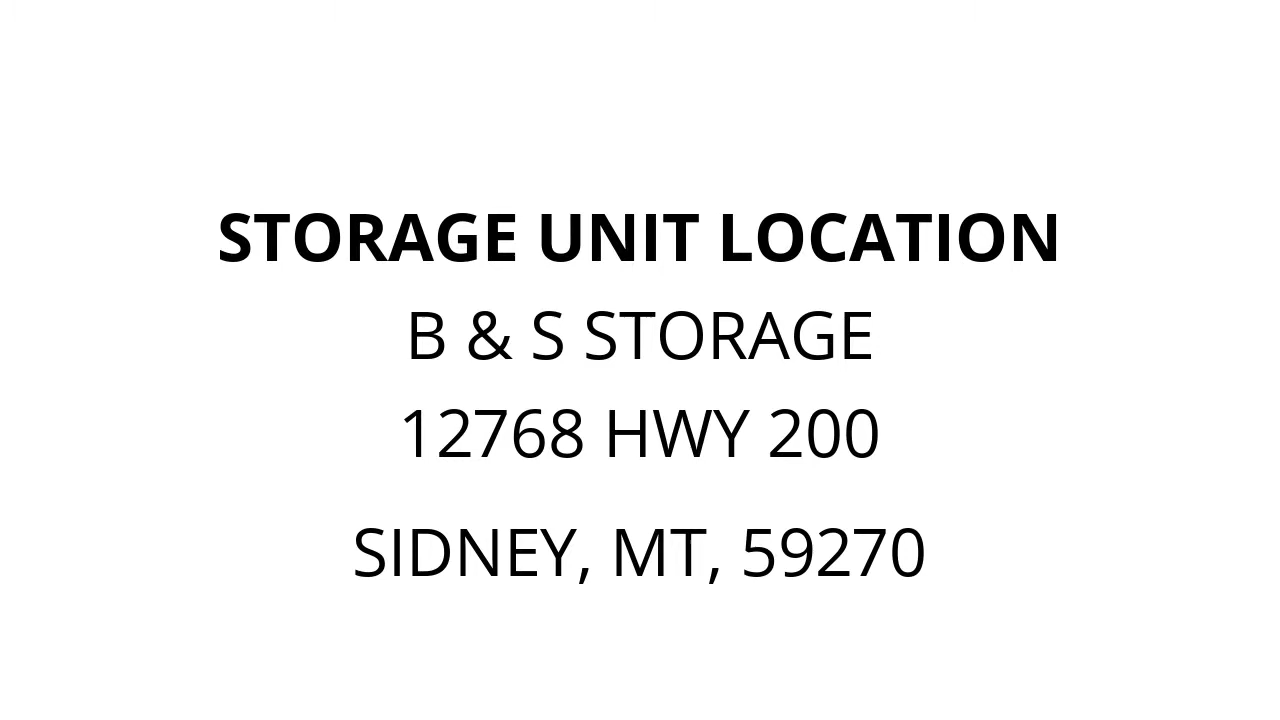 STORAGE UNIT LOCATION
B & S STORAGE
12768 HWY 200
SIDNEY, MT, 59270